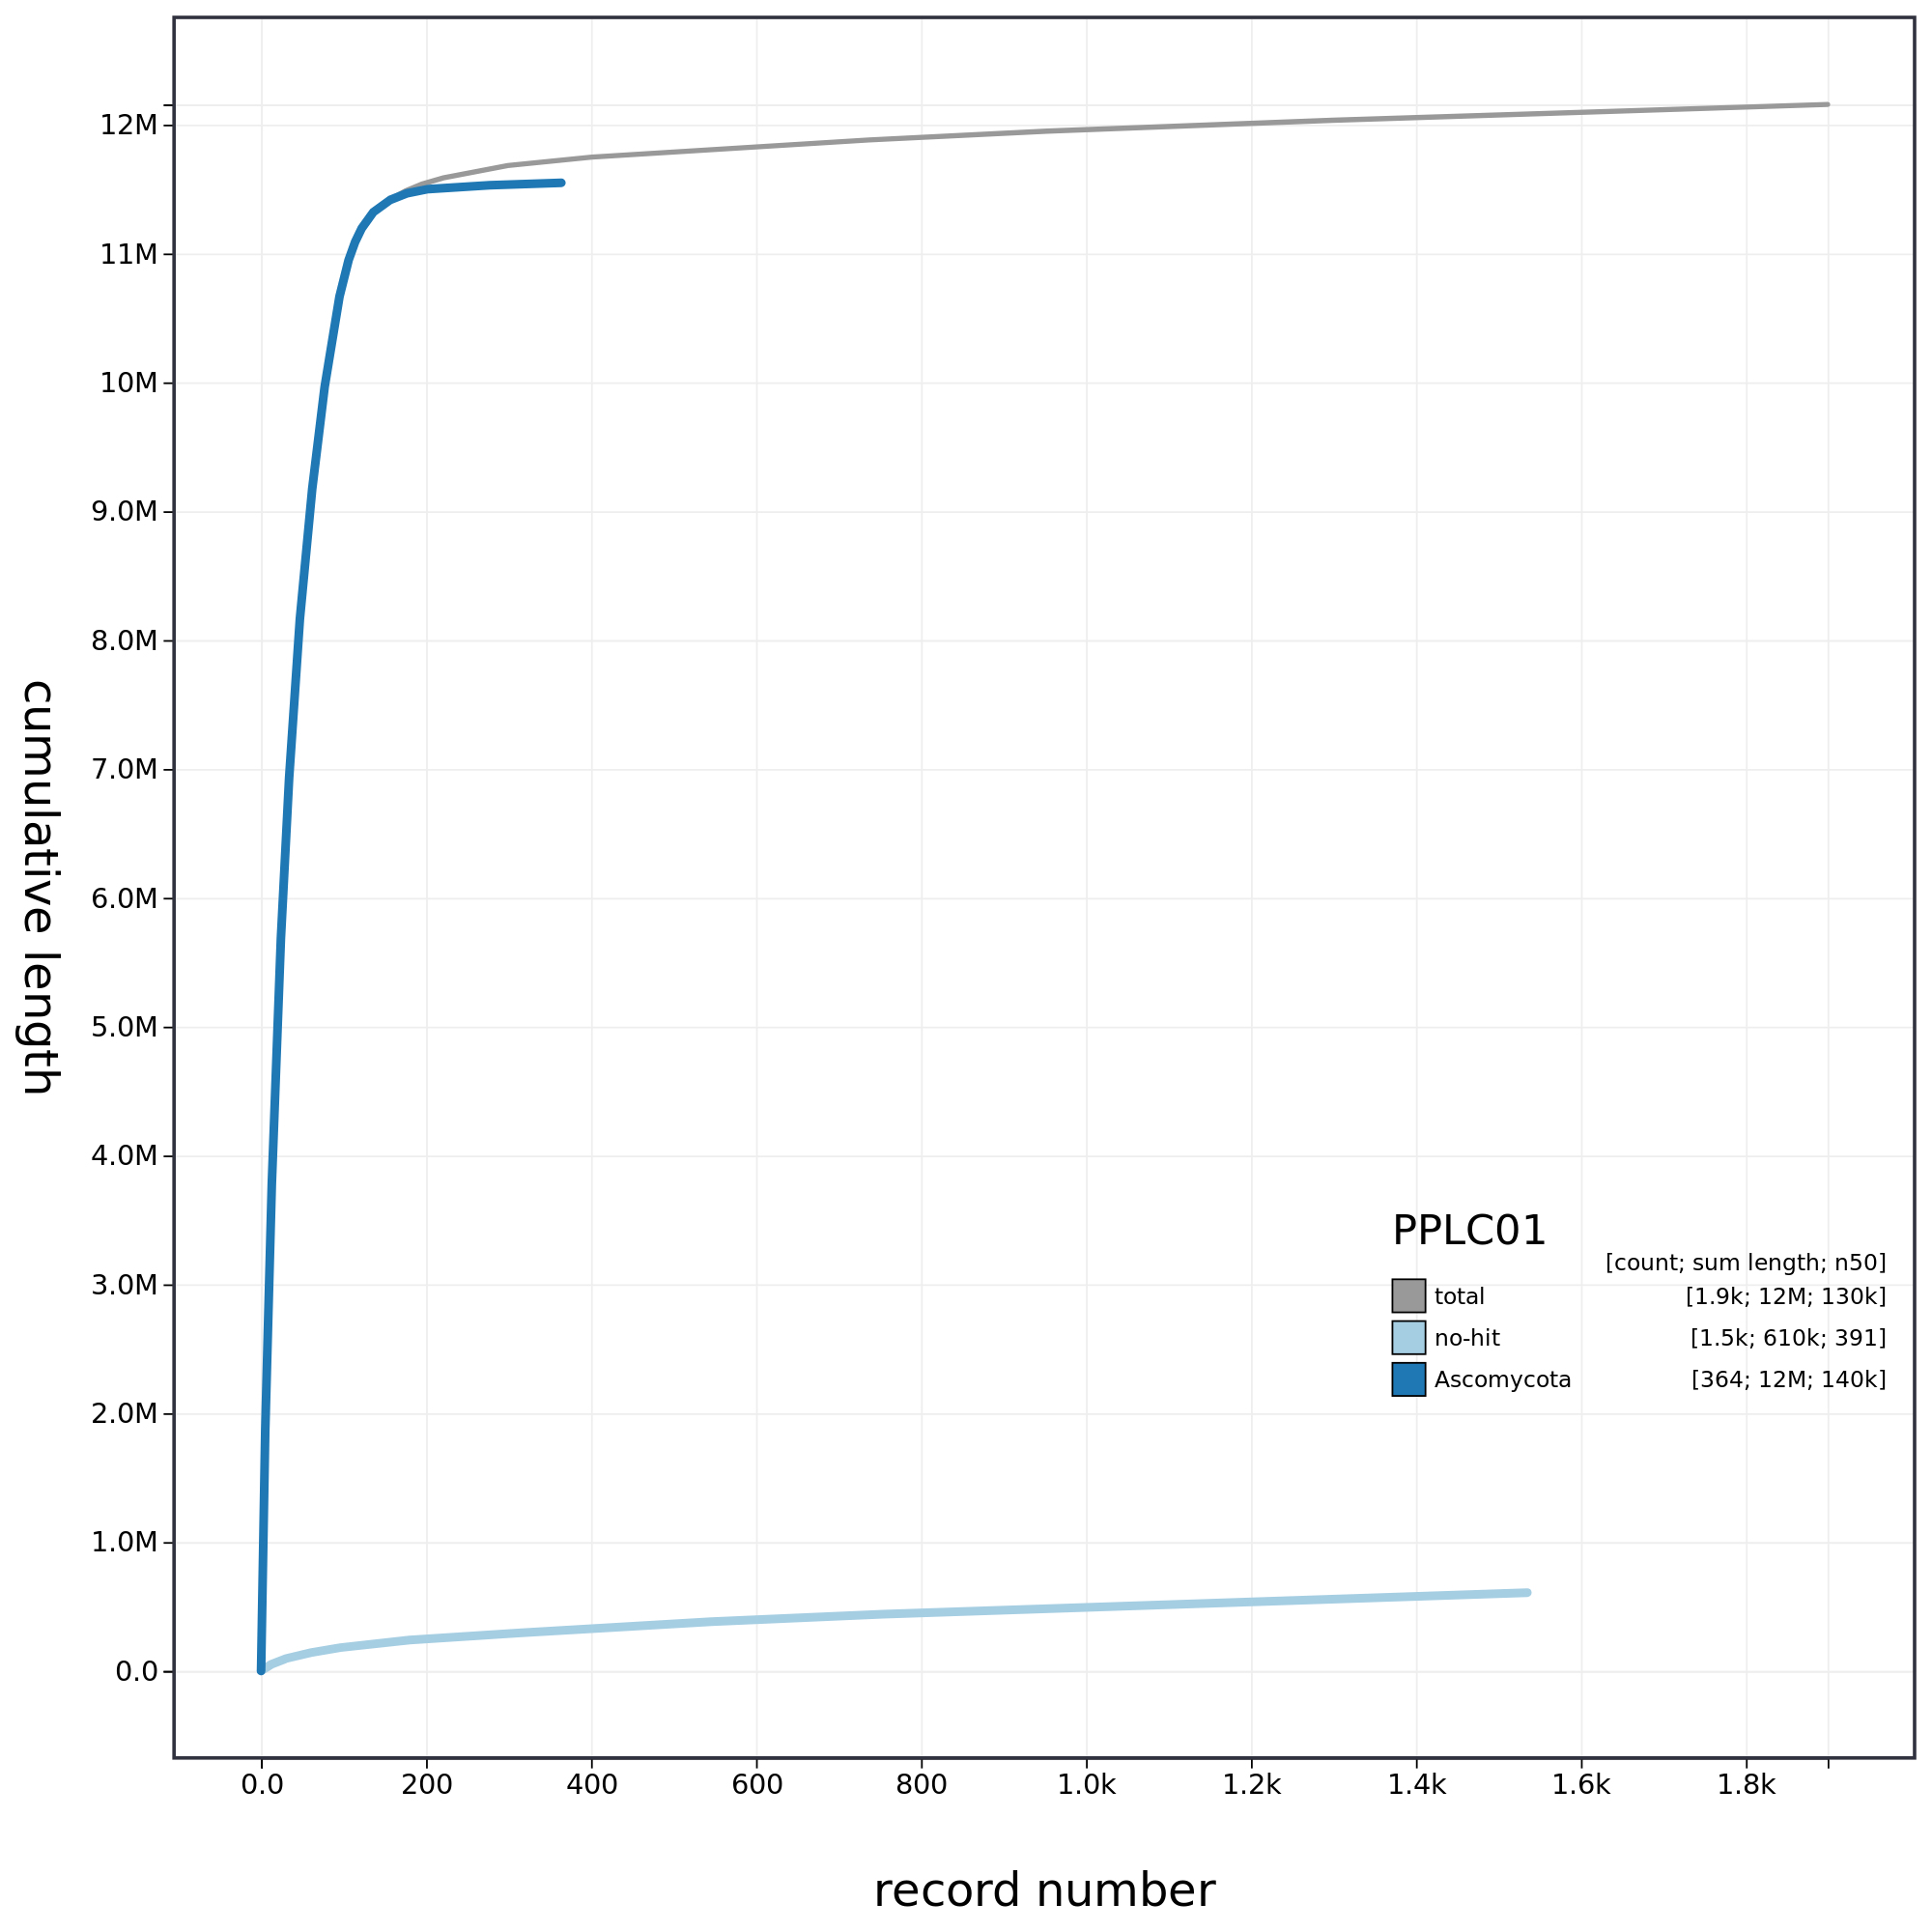 cumulative length
12M
11M
10M
9.0M
8.0M
7.0M
6.0M
5.0M
4.0M
3.0M
2.0M
1.0M
0.0
PPLC01
[count; sum length; n50]
total [1.9k; 12M; 130k]
no-hit [1.5k; 610k; 391]
Ascomycota [364; 12M; 140k]
0.0 200 400 600 800 1.0k 1.2k 1.4k 1.6k 1.8k
record number